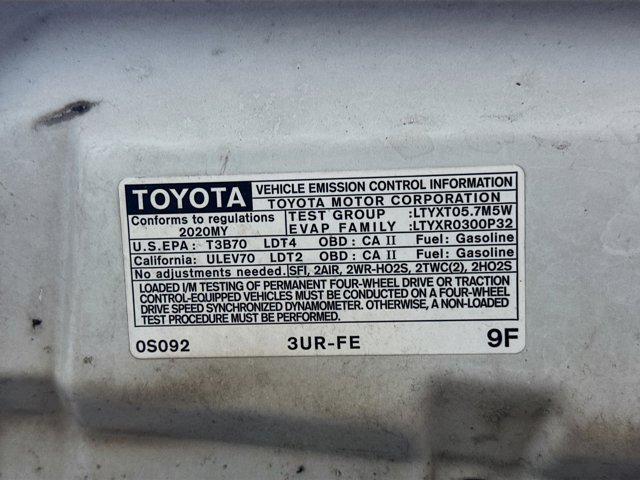 TOYOTA
VEHICLE EMISSION CONTROL INFORMATION
TOYOTA MOTOR CORPORATION
Conforms to regulations
2020MY
TEST GROUP :LTYXT05.7M5W
EVAP FAMILY :LTYXR0300P32
U.S.EPA : T3B70 LDT4 OBD : CA II Fuel: Gasoline
California: ULEV70 LDT2 OBD : CA II Fuel: Gasoline
No adjustments needed. SFI, 2AIR, 2WR-HO2S, 2TWC(2), 2HO2S
LOADED I/M TESTING OF PERMANENT FOUR-WHEEL DRIVE OR TRACTION
CONTROL-EQUIPPED VEHICLES MUST BE CONDUCTED ON A FOUR-WHEEL
DRIVE SPEED SYNCHRONIZED DYNAMOMETER. OTHERWISE, A NON-LOADED
TEST PROCEDURE MUST BE PERFORMED.
0S092 3UR-FE 9F